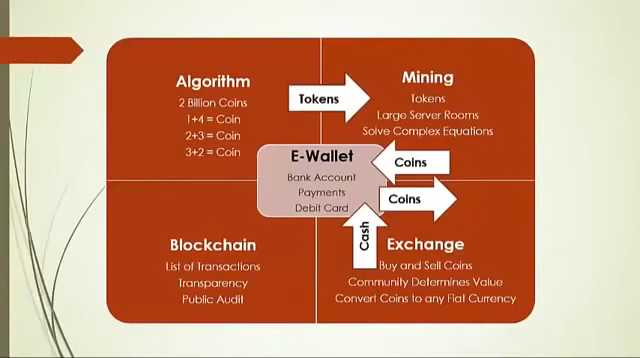 Algorithm
2 Billion Coins
1+4 = Coin
2+3 = Coin
3+2 = Coin
Tokens
Mining
Tokens
Large Server Rooms
Solve Complex Equations
E-Wallet
Bank Account
Payments
Debit Card
Coins
Coins
Cash
Blockchain
List of Transactions
Transparency
Public Audit
Exchange
Buy and Sell Coins
Community Determines Value
Convert Coins to any Fiat Currency